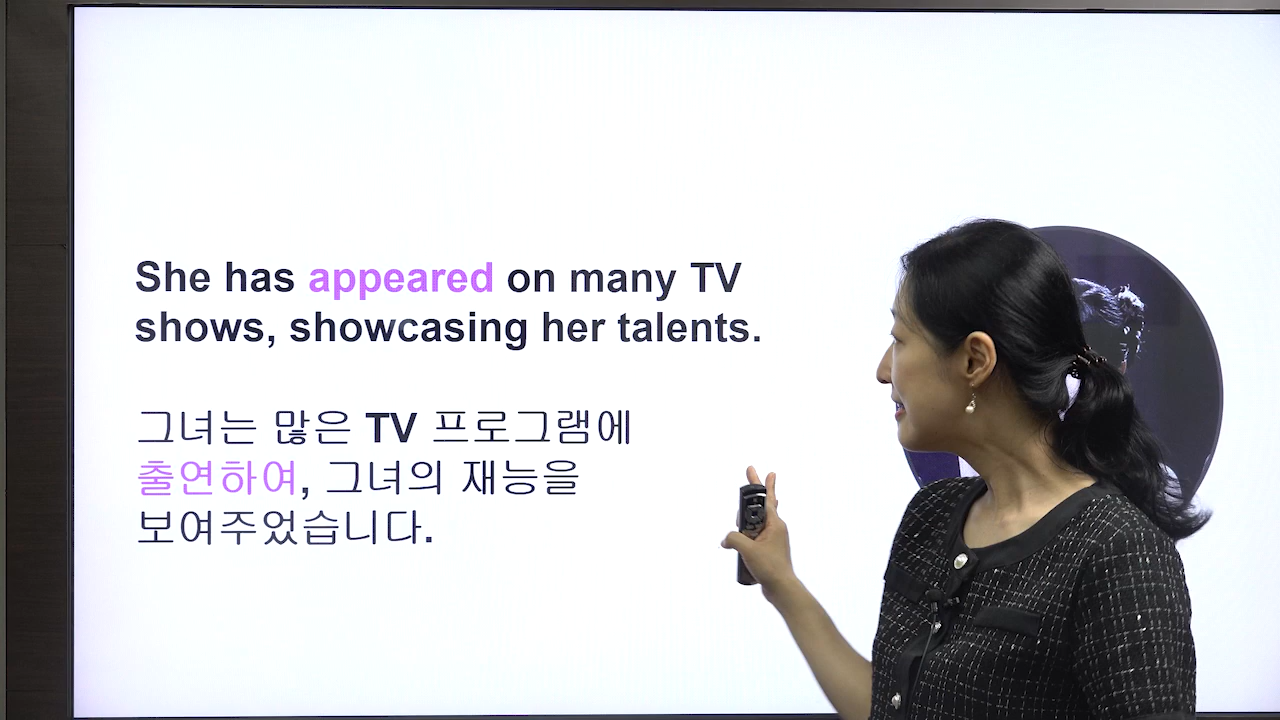 She has appeared on many TV
shows, showcasing her talents.
그녀는 많은 TV 프로그램에
출연하여, 그녀의 재능을
보여주었습니다.